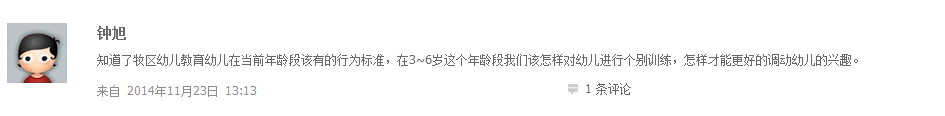 钟旭
知道了牧区幼儿教育幼儿在当前年龄段该有的行为标准，在3~6岁这个年龄段我们该怎样对幼儿进行个别训练，怎样才能更好的调动幼儿的兴趣。
来自 2014年11月23日 13:13 1 条评论